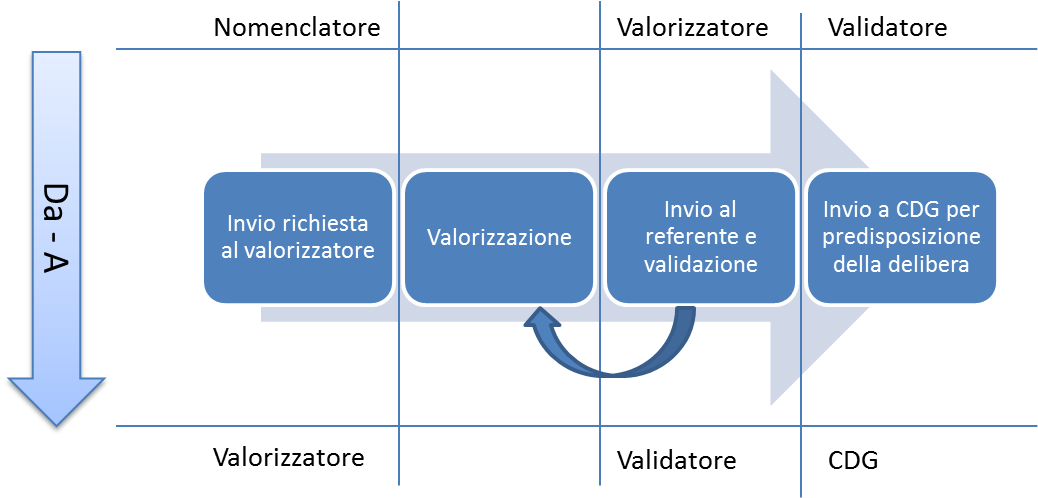 Nomenclatore
Valorizzatore
Validatore
Da - A
Invio richiesta
al valorizzatore
Valorizzazione
Invio al
referente e
validazione
Invio a CDG per
predisposizione
della delibera
Valorizzatore
Validatore
CDG